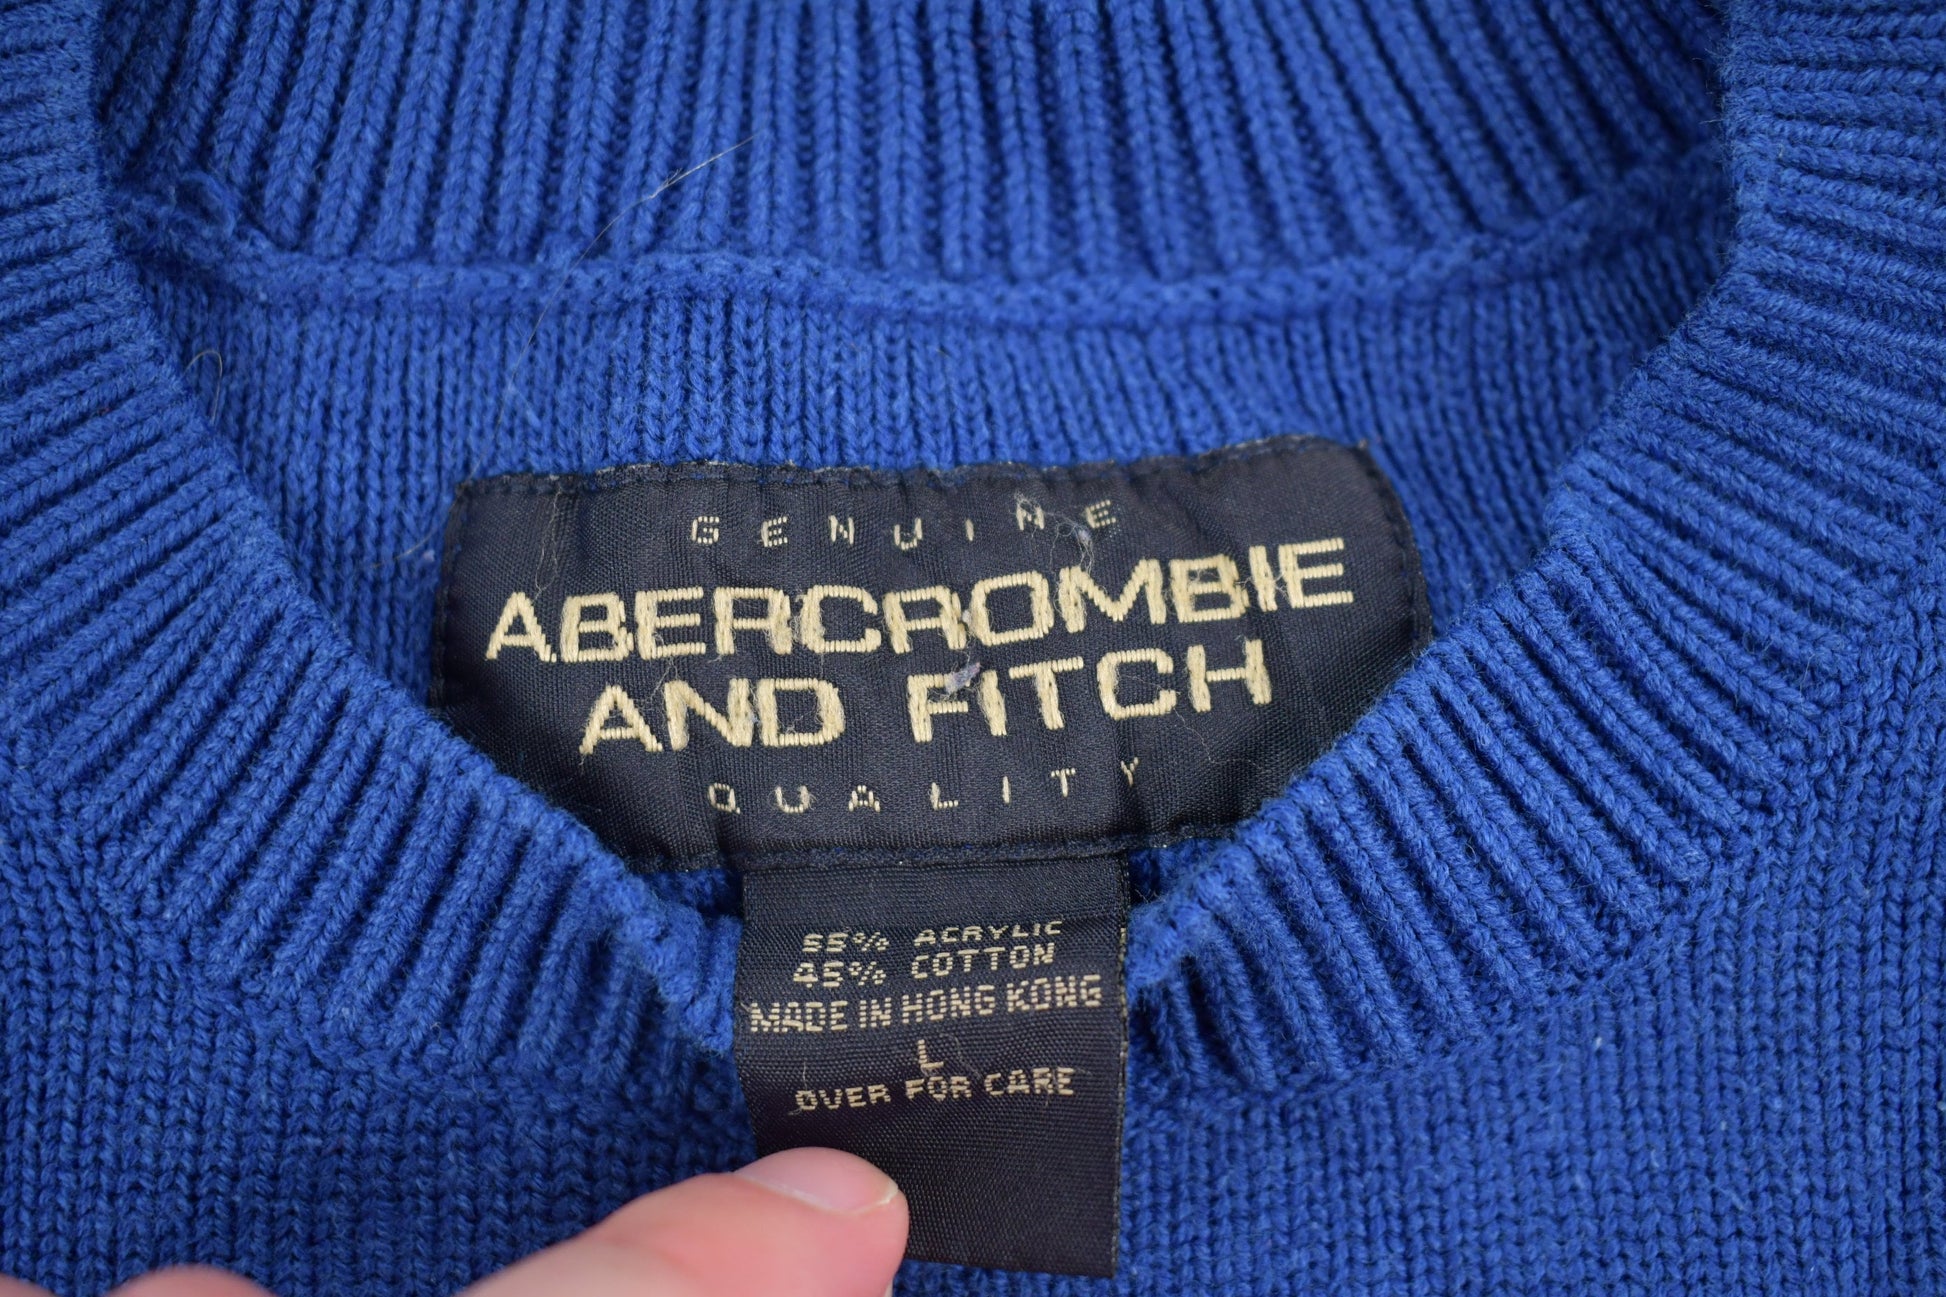 GENUINE
ABERCROMBIE
AND FITCH
QUALITY
55% ACRYLIC
45% COTTON
MADE IN HONG KONG
L
OVER FOR CARE